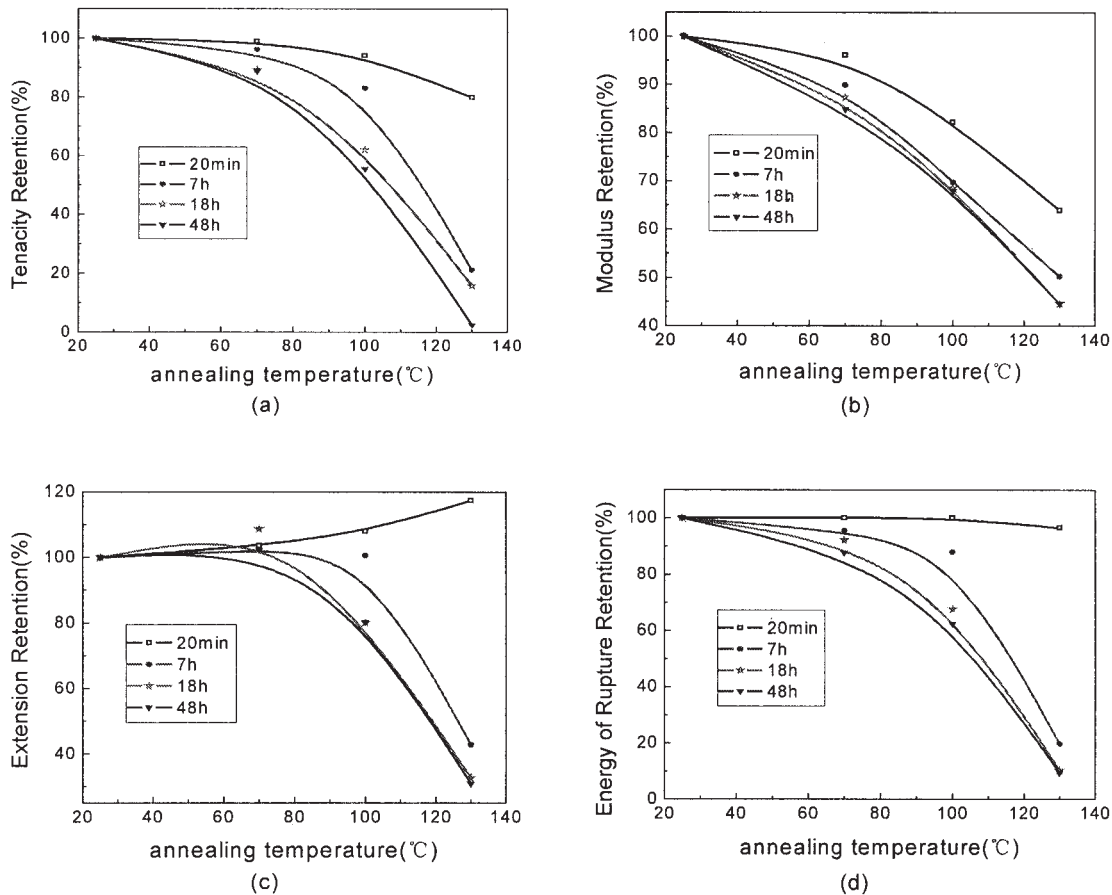 100
80
60
40
20
0
Tenacity Retention(%)
20min
7h
18h
48h
20 40 60 80 100 120 140
annealing temperature(℃)
(a)
100
90
80
70
60
50
40
Modulus Retention(%)
20min
7h
18h
48h
20 40 60 80 100 120 140
annealing temperature(℃)
(b)
120
100
80
60
40
Extension Retention(%)
20min
7h
18h
48h
20 40 60 80 100 120 140
annealing temperature(℃)
(c)
100
80
60
40
20
0
Energy of Rupture Retention(%)
20min
7h
18h
48h
20 40 60 80 100 120 140
annealing temperature(℃)
(d)